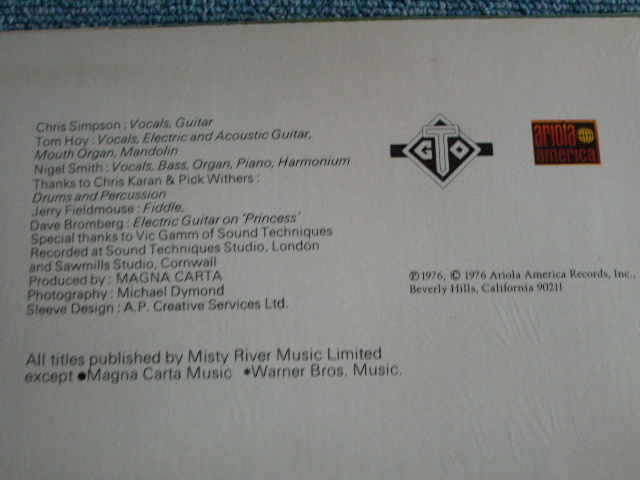 Chris Simpson : Vocals, Guitar
Tom Hoy : Vocals, Electric and Acoustic Guitar,
Mouth Organ, Mandolin
Nigel Smith : Vocals, Bass, Organ, Piano, Harmonium
Thanks to Chris Karan & Pick Withers :
Drums and Percussion
Jerry Fieldmouse : Fiddle,
Dave Bromberg : Electric Guitar on 'Princess'
Special thanks to Vic Gamm of Sound Techniques
Recorded at Sound Techniques Studio, London
and Sawmills Studio, Cornwall
Produced by : MAGNA CARTA
Photography : Michael Dymond
Sleeve Design : A.P. Creative Services Ltd.
All titles published by Misty River Music Limited
except ●Magna Carta Music *Warner Bros. Music.
GTO
ariola
america
℗1976, © 1976 Ariola America Records, Inc.,
Beverly Hills, California 90211